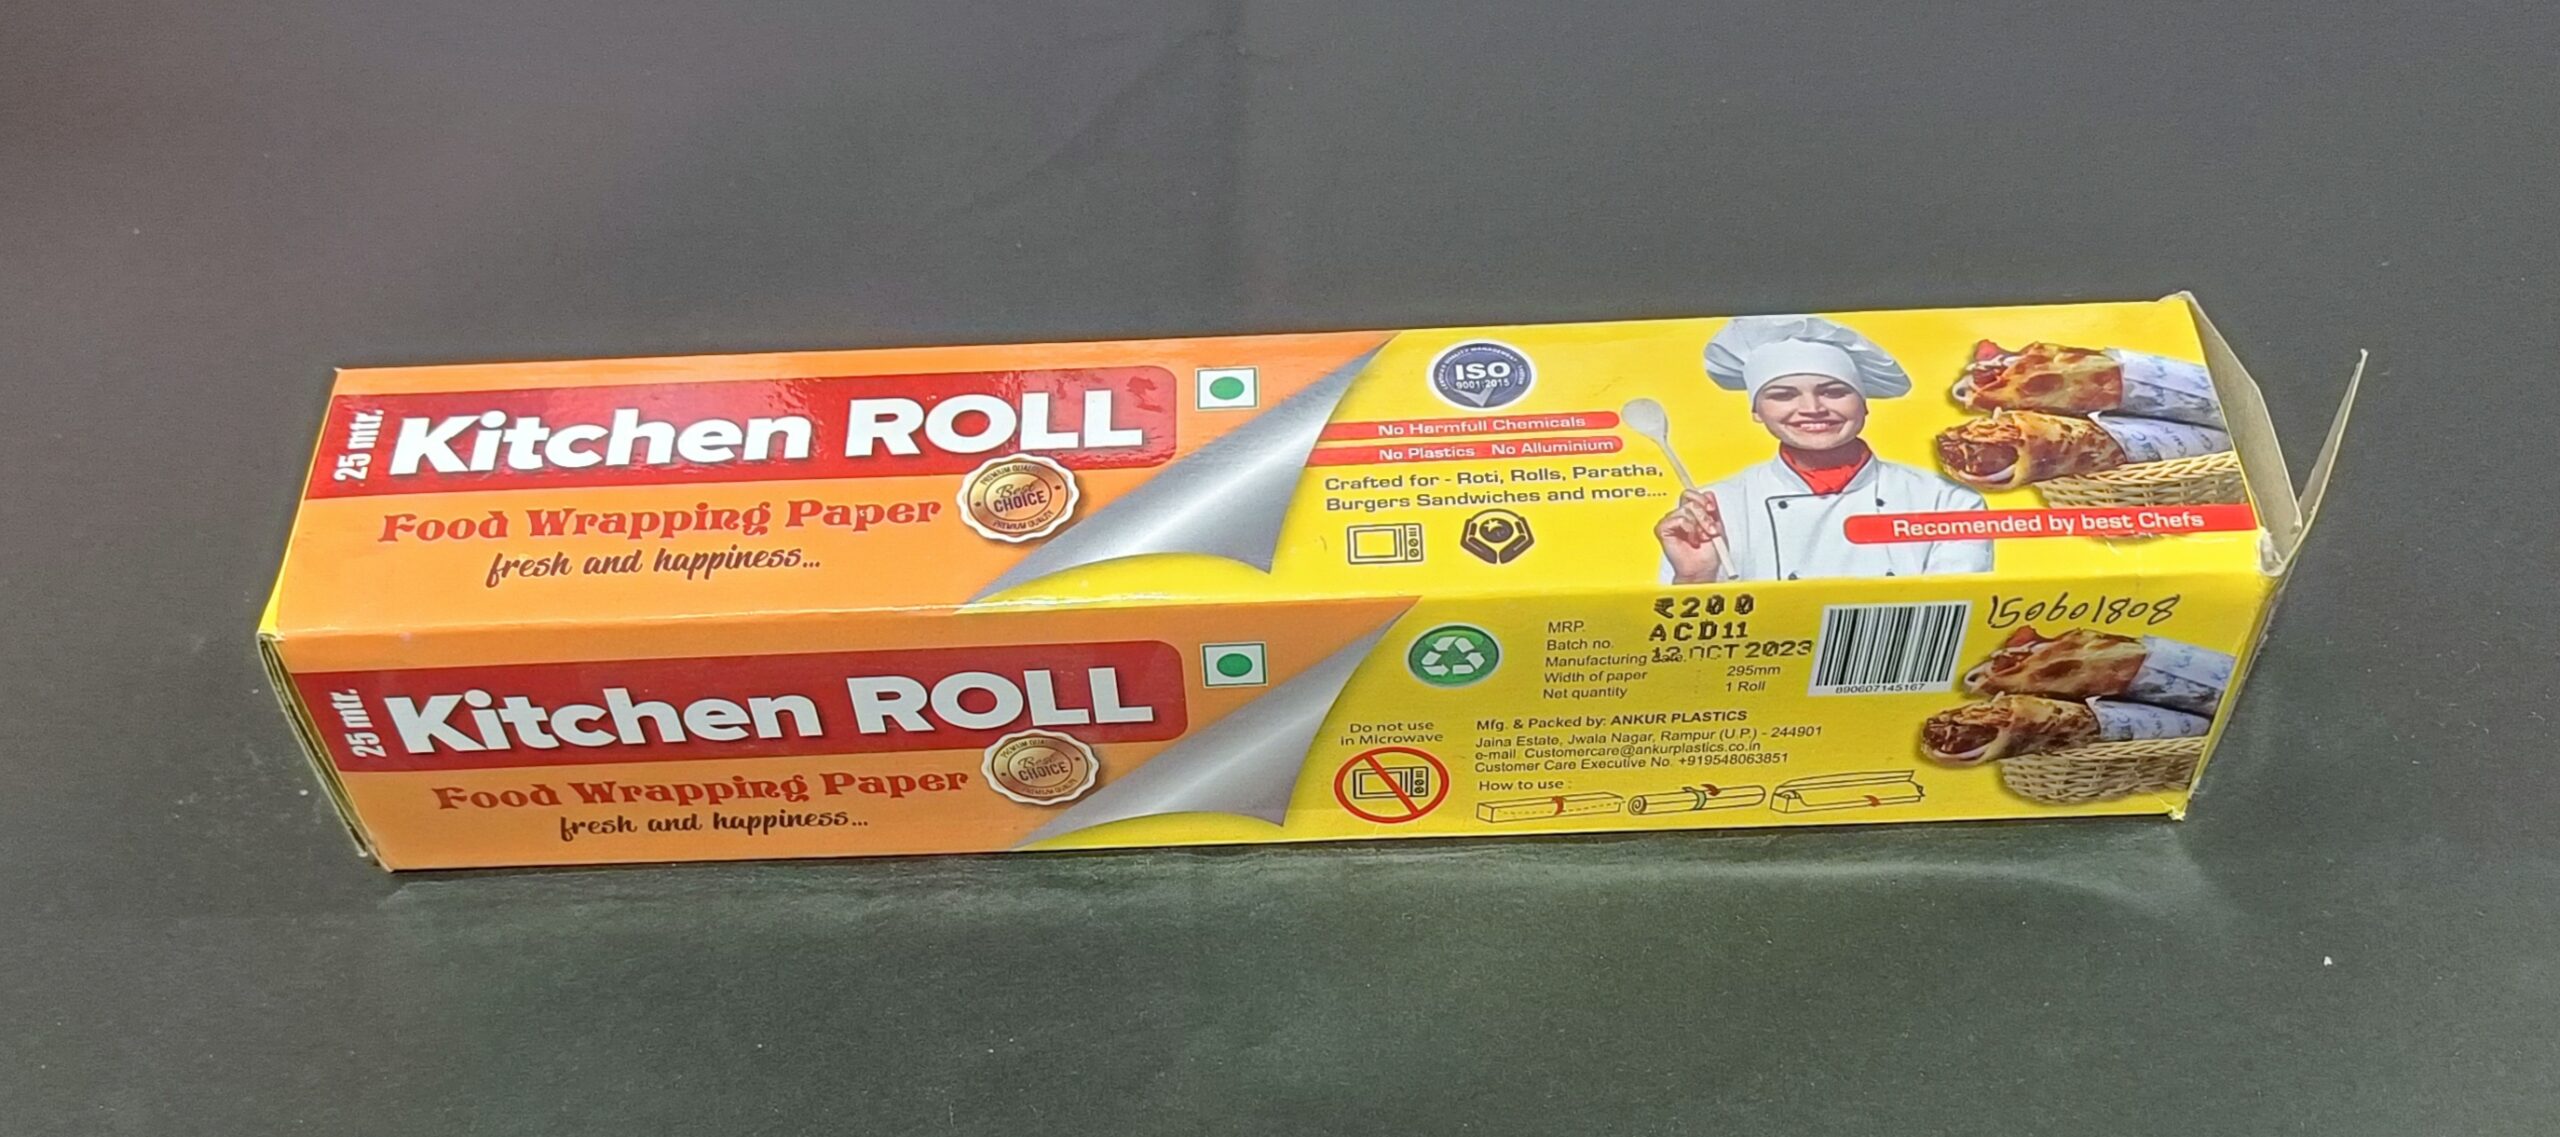 25 mtr.
Kitchen ROLL
Food Wrapping Paper
fresh and happiness...
PREMIUM QUALITY
Best
CHOICE
PREMIUM QUALITY
ISO
9001:2015
No Harmfull Chemicals
No Plastics No Alluminium
Crafted for - Roti, Rolls, Paratha,
Burgers Sandwiches and more....
Recomended by best Chefs
25 mtr.
Kitchen ROLL
Food Wrapping Paper
fresh and happiness...
PREMIUM QUALITY
Best
CHOICE
PREMIUM QUALITY
Do not use
in Microwave
MRP. ₹200
Batch no. ACD11
Manufacturing date. OCT 2023
Width of paper 295mm
Net quantity 1 Roll
890607145167
150601808
Mfg. & Packed by: ANKUR PLASTICS
Jaina Estate, Jwala Nagar, Rampur (U.P.) - 244901
e-mail. Customercare@ankurplastics.co.in
Customer Care Executive No. +919548063851
How to use :